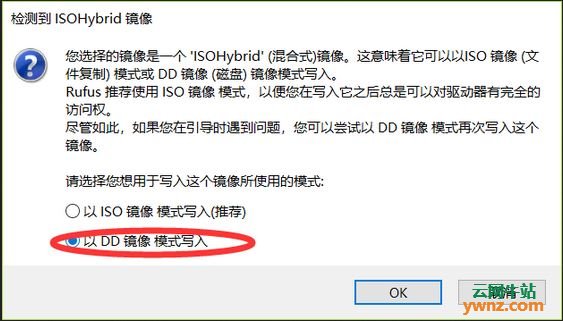 检测到 ISOHybrid 镜像
您选择的镜像是一个 'ISOHybrid' (混合式)镜像。这意味着它可以以ISO 镜像 (文
件复制) 模式或 DD 镜像 (磁盘) 镜像模式写入。
Rufus 推荐使用 ISO 镜像 模式，以便您在写入它之后总是可以对驱动器有完全的
访问权。
尽管如此，如果您在引导时遇到问题，您可以尝试以 DD 镜像 模式再次写入这个
镜像。
请选择您想用于写入这个镜像所使用的模式:
以 ISO 镜像 模式写入(推荐)
以 DD 镜像 模式写入
OK
云网牛站
ywnz.com